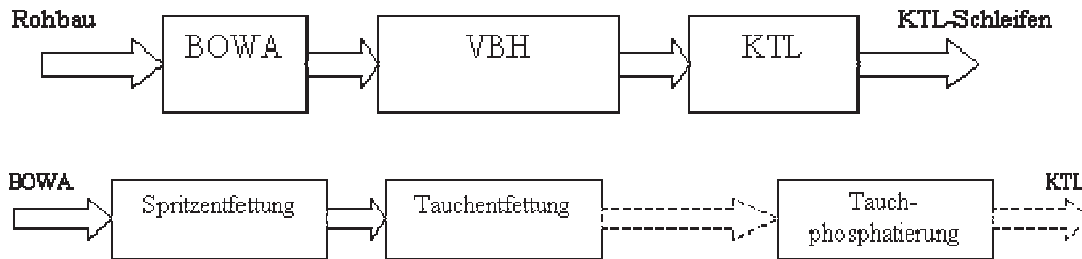 Rohbau
KTL-Schleifen
BOWA
VBH
KTL
BOWA
KTL
Spritzentfettung
Tauchentfettung
Tauch-
phosphatierung